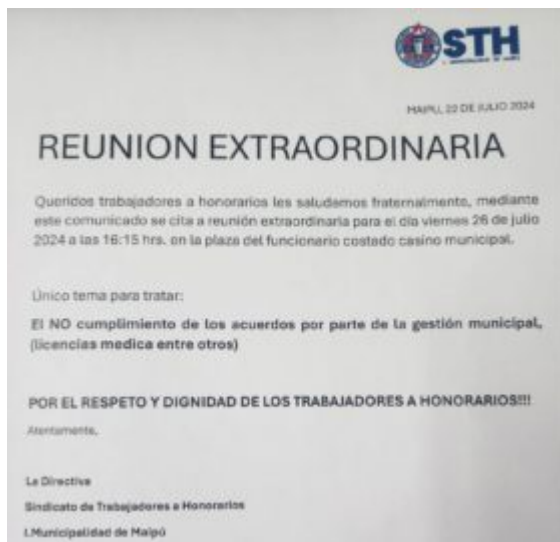 STH
MAIPU, 22 DE JULIO 2024
REUNION EXTRAORDINARIA
Queridos trabajadores a honorarios les saludamos fraternalmente, mediante
este comunicado se cita a reunión extraordinaria para el día viernes 26 de julio
2024 a las 16:15 hrs. en la plaza del funcionario costado casino municipal.
Único tema para tratar:
El NO cumplimiento de los acuerdos por parte de la gestión municipal,
(licencias medica entre otros)
POR EL RESPETO Y DIGNIDAD DE LOS TRABAJADORES A HONORARIOS!!!
Atentamente,
La Directiva
Sindicato de Trabajadores a Honorarios
I.Municipalidad de Maipú